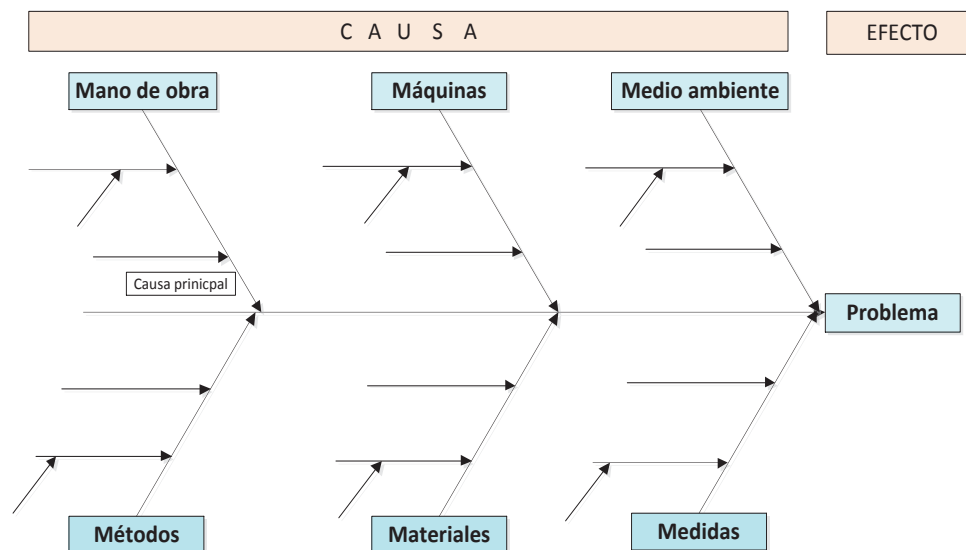 C A U S A
EFECTO
Mano de obra
Máquinas
Medio ambiente
Causa prinicpal
Problema
Métodos
Materiales
Medidas